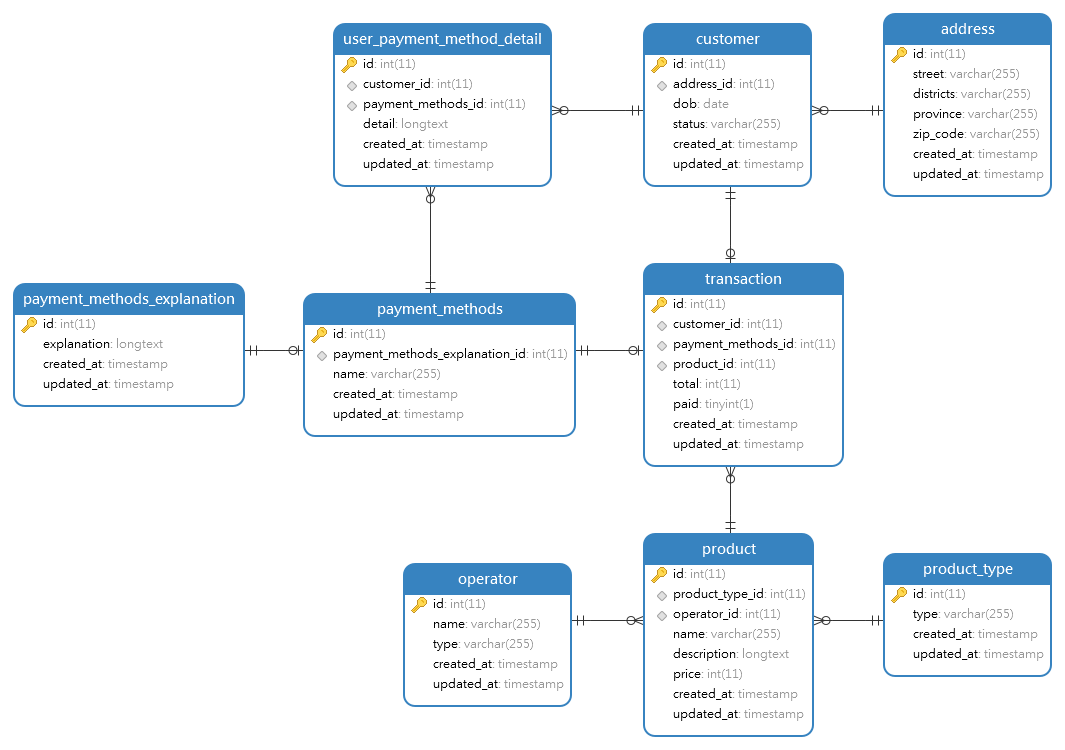 user_payment_method_detail
id: int(11)
customer_id: int(11)
payment_methods_id: int(11)
detail: longtext
created_at: timestamp
updated_at: timestamp
customer
id: int(11)
address_id: int(11)
dob: date
status: varchar(255)
created_at: timestamp
updated_at: timestamp
address
id: int(11)
street: varchar(255)
districts: varchar(255)
province: varchar(255)
zip_code: varchar(255)
created_at: timestamp
updated_at: timestamp
payment_methods_explanation
id: int(11)
explanation: longtext
created_at: timestamp
updated_at: timestamp
payment_methods
id: int(11)
payment_methods_explanation_id: int(11)
name: varchar(255)
created_at: timestamp
updated_at: timestamp
transaction
id: int(11)
customer_id: int(11)
payment_methods_id: int(11)
product_id: int(11)
total: int(11)
paid: tinyint(1)
created_at: timestamp
updated_at: timestamp
operator
id: int(11)
name: varchar(255)
type: varchar(255)
created_at: timestamp
updated_at: timestamp
product
id: int(11)
product_type_id: int(11)
operator_id: int(11)
name: varchar(255)
description: longtext
price: int(11)
created_at: timestamp
updated_at: timestamp
product_type
id: int(11)
type: varchar(255)
created_at: timestamp
updated_at: timestamp